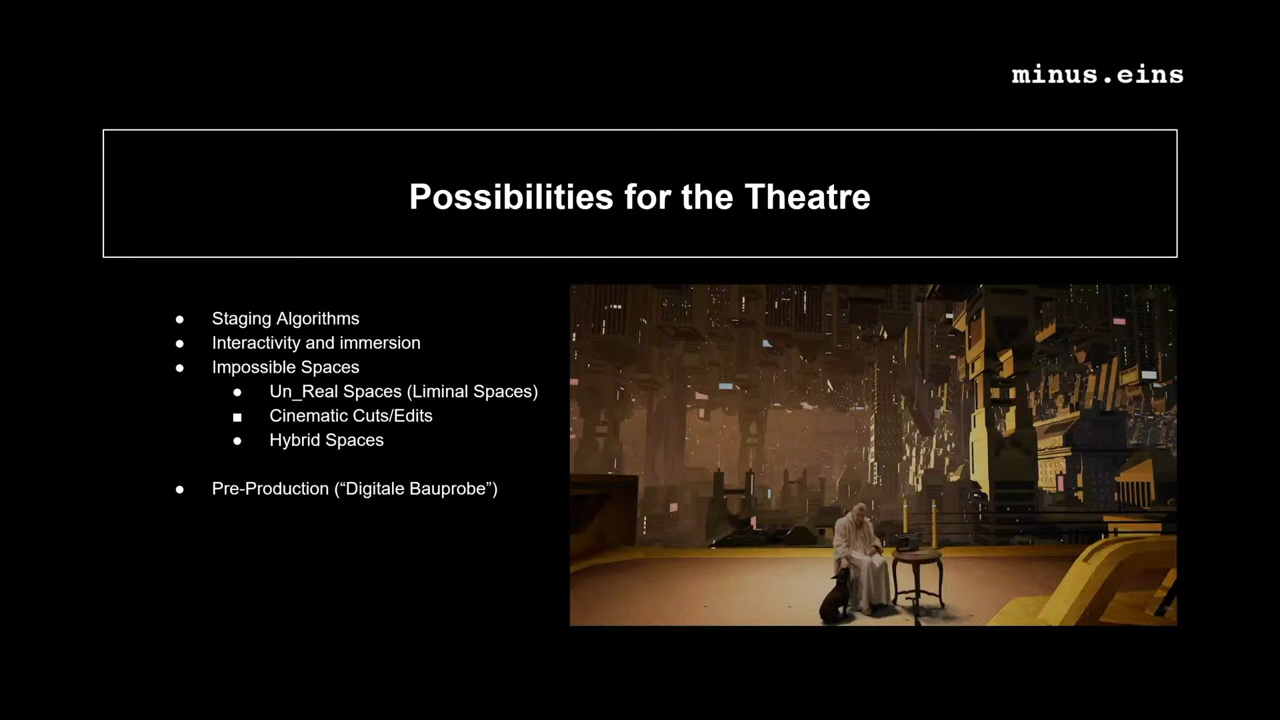 minus.eins
Possibilities for the Theatre
● Staging Algorithms
● Interactivity and immersion
● Impossible Spaces
● Un_Real Spaces (Liminal Spaces)
■ Cinematic Cuts/Edits
● Hybrid Spaces
● Pre-Production (“Digitale Bauprobe”)